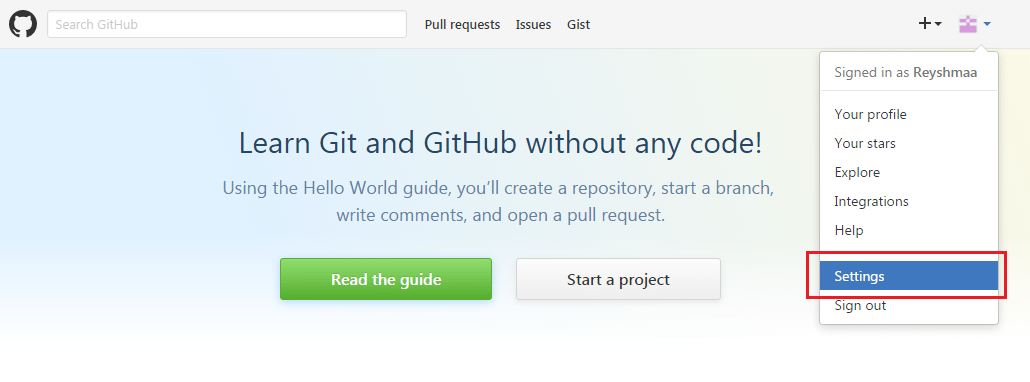 Search GitHub
Pull requests
Issues
Gist
Signed in as Reyshmaa
Your profile
Your stars
Explore
Integrations
Help
Settings
Sign out
Learn Git and GitHub without any code!
Using the Hello World guide, you’ll create a repository, start a branch,
write comments, and open a pull request.
Read the guide
Start a project